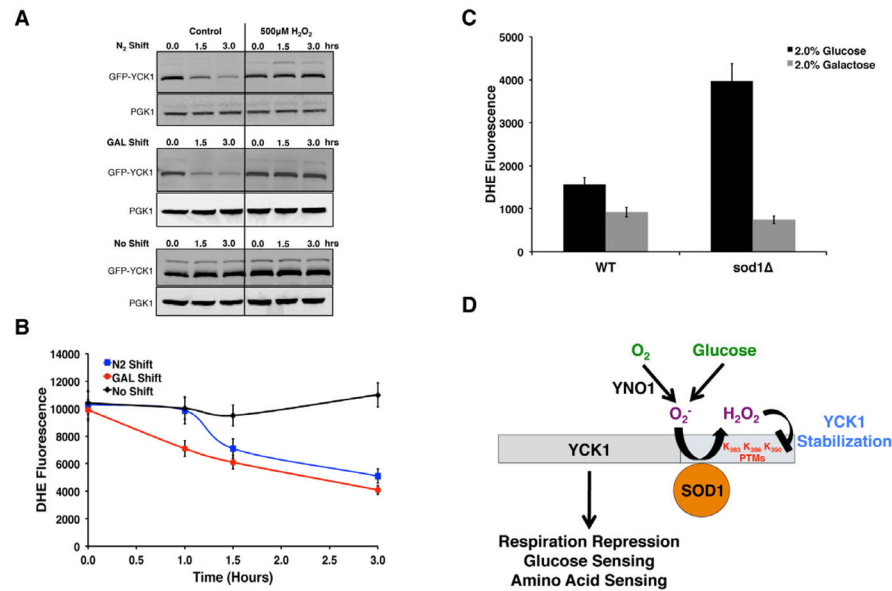 A
Control
500µM H₂O₂
N₂ Shift 0.0 1.5 3.0 0.0 1.5 3.0 hrs
GFP-YCK1
PGK1
GAL Shift 0.0 1.5 3.0 0.0 1.5 3.0 hrs
GFP-YCK1
PGK1
No Shift 0.0 1.5 3.0 0.0 1.5 3.0 hrs
GFP-YCK1
PGK1
B
14000
12000
10000
8000
6000
4000
2000
0
DHE Fluorescence
N2 Shift
GAL Shift
No Shift
0.0 0.5 1.0 1.5 2.0 2.5 3.0
Time (Hours)
C
5000
4000
3000
2000
1000
0
DHE Fluorescence
2.0% Glucose
2.0% Galactose
WT sod1Δ
D
O₂ Glucose
YNO1
O₂⁻ H₂O₂
YCK1
Stabilization
YCK1
K₃₈₃ K₃₈₆ K₃₉₀
PTMs
SOD1
Respiration Repression
Glucose Sensing
Amino Acid Sensing